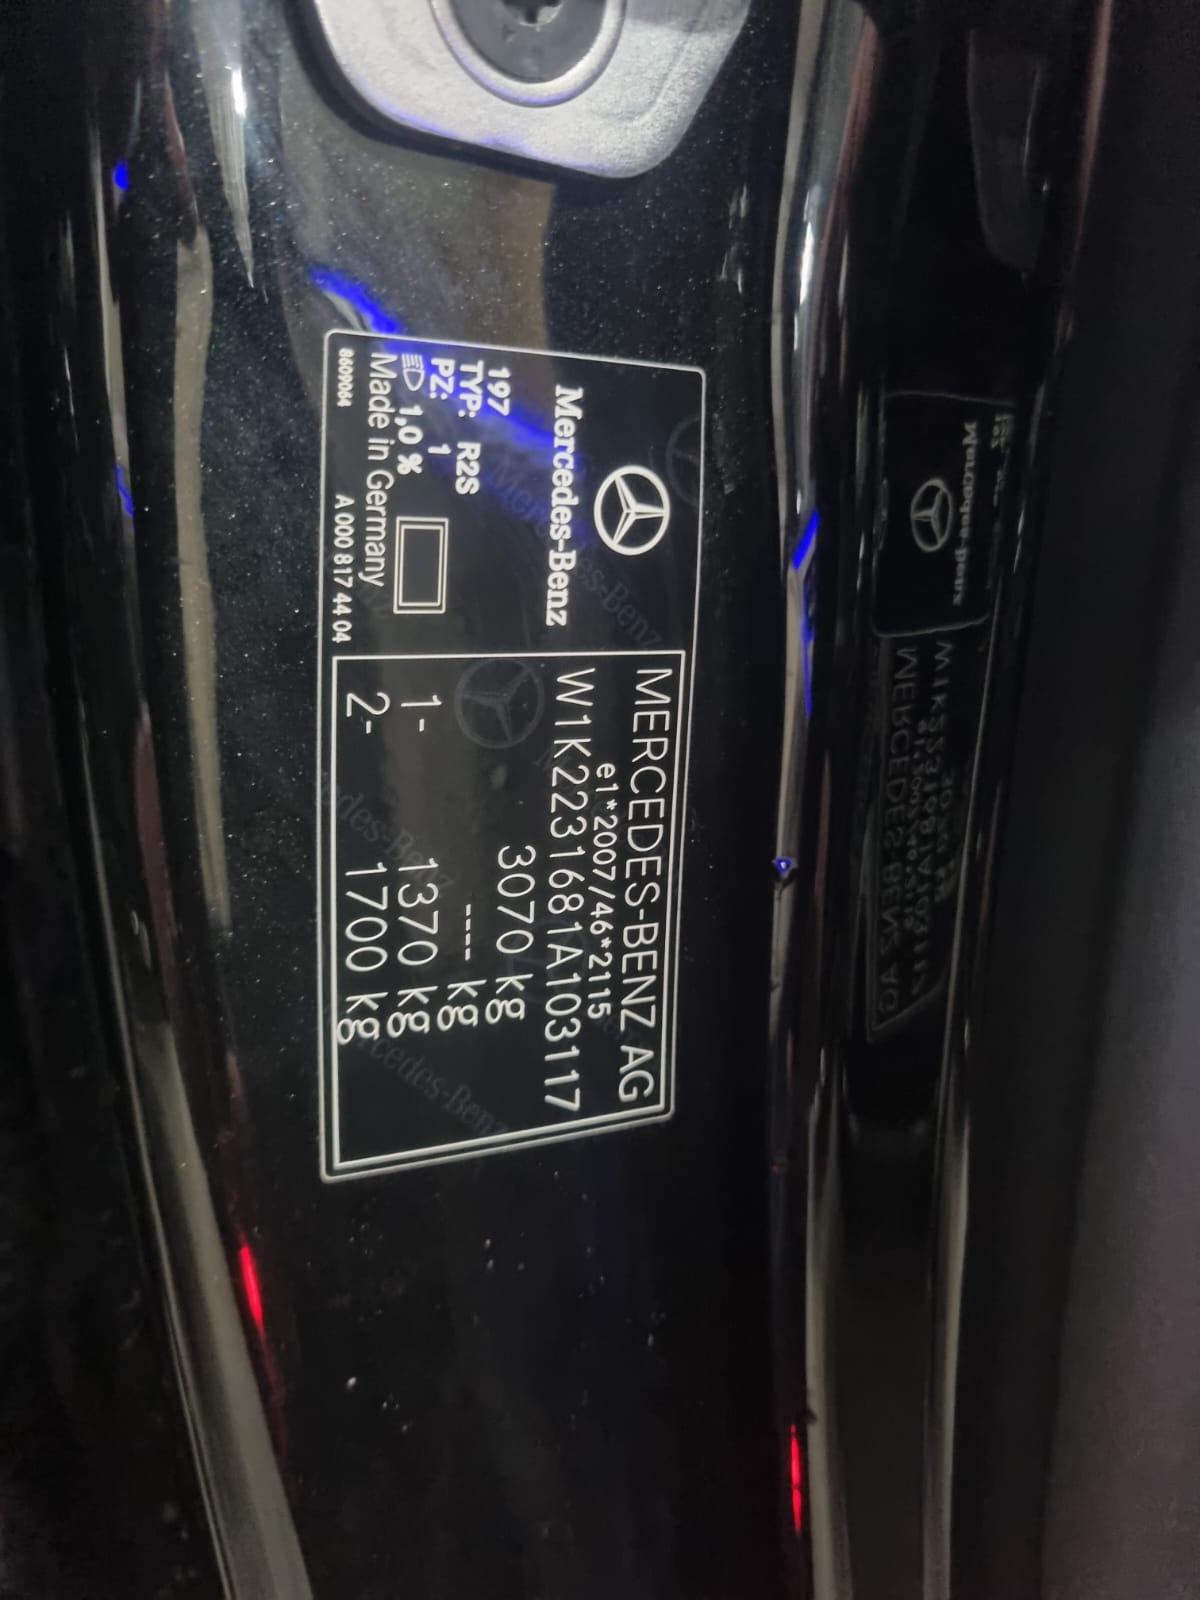 Mercedes-Benz
197
TYP: R2S
PZ: 1
1,0 %
Made in Germany
8609064 A 000 817 44 04
MERCEDES-BENZ AG
e1*2007/46*2115
W1K2231681A103117
3070 kg
---- kg
1- 1370 kg
2- 1700 kg